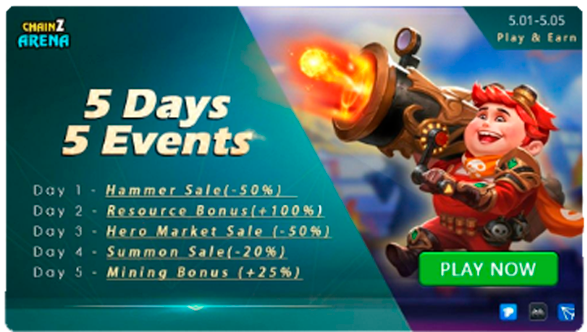 CHAINZ
ARENA
5.01-5.05
Play & Earn
5 Days
5 Events
Day 1 - Hammer Sale(-50%)
Day 2 - Resource Bonus(+100%)
Day 3 - Hero Market Sale (-50%)
Day 4 - Summon Sale(-20%)
Day 5 - Mining Bonus (+25%)
PLAY NOW